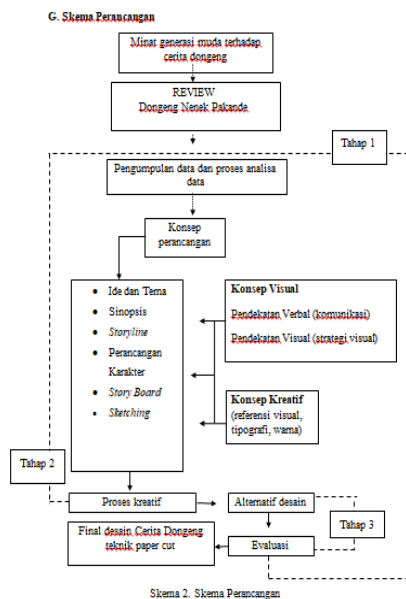 G. Skema Perancangan
Minat generasi muda terhadap
cerita dongeng
REVIEW
Dongeng Nenek Pakande
Tahap 1
Pengumpulan data dan proses analisa
data
Konsep
perancangan
• Ide dan Tema
• Sinopsis
• Storyline
• Perancangan
Karakter
• Story Board
• Sketching
Konsep Visual
Pendekatan Verbal (komunikasi)
Pendekatan Visual (strategi visual)
Konsep Kreatif
(referensi visual,
tipografi, warna)
Tahap 2
Proses kreatif
Alternatif desain
Tahap 3
Final desain Cerita Dongeng
teknik paper cut
Evaluasi
Skema 2. Skema Perancangan